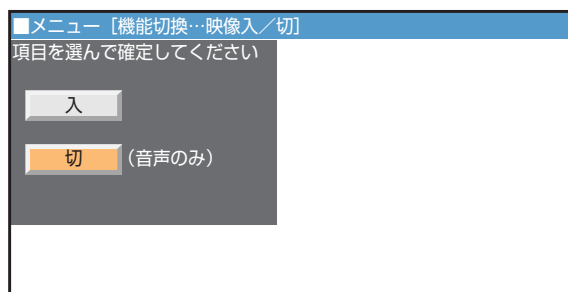 ■メニュー［機能切換…映像入／切］
項目を選んで確定してください
入
切（音声のみ）